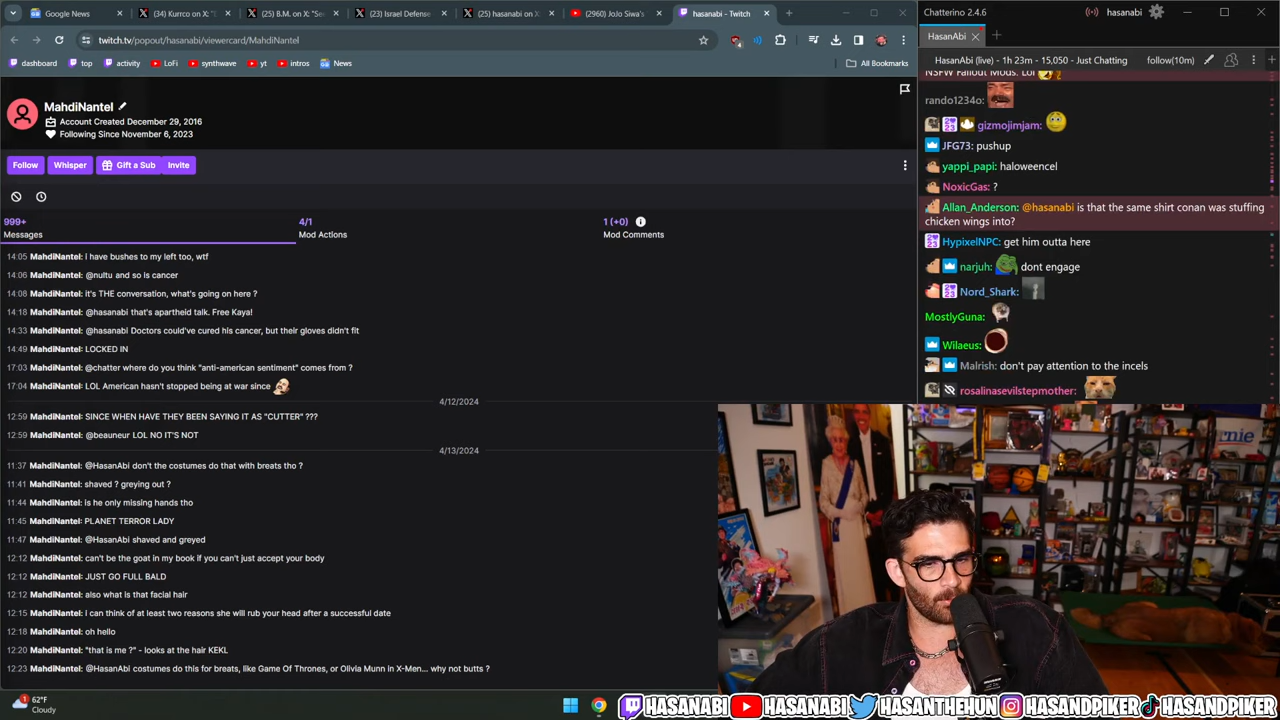 Google News
(34) Kurrco on X: "E
(25) B.M. on X: "Se
(23) Israel Defense
(25) hasanabi on X
(2960) JoJo Siwa's
hasanabi - Twitch
twitch.tv/popout/hasanabi/viewercard/MahdiNantel
dashboard
top
activity
LoFi
synthwave
yt
intros
News
All Bookmarks
MahdiNantel
Account Created December 29, 2016
Following Since November 6, 2023
Follow
Whisper
Gift a Sub
Invite
999+
Messages
4/1
Mod Actions
1 (+0)
Mod Comments
14:05 MahdiNantel: i have bushes to my left too, wtf
14:06 MahdiNantel: @nultu and so is cancer
14:08 MahdiNantel: it's THE conversation, what's going on here ?
14:18 MahdiNantel: @hasanabi that's apartheid talk. Free Kaya!
14:33 MahdiNantel: @hasanabi Doctors could've cured his cancer, but their gloves didn't fit
14:49 MahdiNantel: LOCKED IN
17:03 MahdiNantel: @chatter where do you think "anti-american sentiment" comes from ?
17:04 MahdiNantel: LOL American hasn't stopped being at war since
4/12/2024
12:59 MahdiNantel: SINCE WHEN HAVE THEY BEEN SAYING IT AS "CUTTER" ???
12:59 MahdiNantel: @beauneur LOL NO IT'S NOT
4/13/2024
11:37 MahdiNantel: @HasanAbi don't the costumes do that with breats tho ?
11:41 MahdiNantel: shaved ? greying out ?
11:44 MahdiNantel: is he only missing hands tho
11:45 MahdiNantel: PLANET TERROR LADY
11:47 MahdiNantel: @HasanAbi shaved and greyed
12:12 MahdiNantel: can't be the goat in my book if you can't just accept your body
12:12 MahdiNantel: JUST GO FULL BALD
12:12 MahdiNantel: also what is that facial hair
12:15 MahdiNantel: i can think of at least two reasons she will rub your head after a successful date
12:18 MahdiNantel: oh hello
12:20 MahdiNantel: "that is me ?" - looks at the hair KEKL
12:23 MahdiNantel: @HasanAbi costumes do this for breats, like Game Of Thrones, or Olivia Munn in X-Men... why not butts ?
Chatterino 2.4.6
hasanabi
HasanAbi
HasanAbi (live) - 1h 23m - 15,050 - Just Chatting
follow(10m)
NSFW Fallout Mods. Lol
rando1234o:
gizmojimjam:
JFG73: pushup
yappi_papi: haloweencel
NoxicGas: ?
Allan_Anderson: @hasanabi is that the same shirt conan was stuffing
chicken wings into?
HypixelNPC: get him outta here
narjuh: dont engage
Nord_Shark:
MostlyGuna:
Wilaeus:
Malrish: don't pay attention to the incels
rosalinasevilstepmother:
62°F
Cloudy
HASANABI
HASANABI
HASANTHEHUN
HASANDPIKER
HASANDPIKER